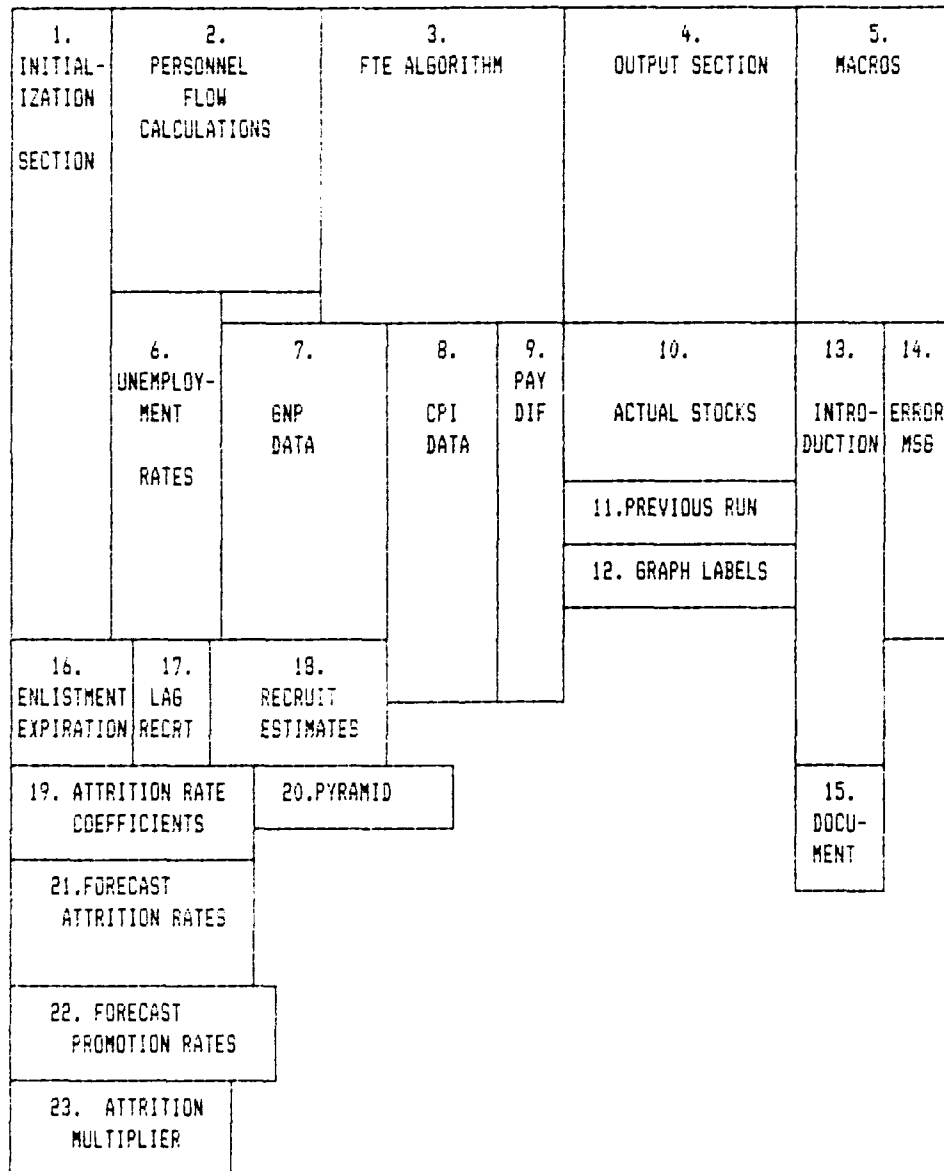 1.
INITIAL-
IZATION
SECTION
2.
PERSONNEL
FLOW
CALCULATIONS
3.
FTE ALGORITHM
4.
OUTPUT SECTION
5.
MACROS
6.
UNEMPLOY-
MENT
RATES
7.
GNP
DATA
8.
CPI
DATA
9.
PAY
DIF
10.
ACTUAL STOCKS
11.PREVIOUS RUN
12. GRAPH LABELS
13.
INTRO-
DUCTION
14.
ERROR
MSG
16.
ENLISTMENT
EXPIRATION
17.
LAG
RECRT
18.
RECRUIT
ESTIMATES
19. ATTRITION RATE
COEFFICIENTS
20.PYRAMID
15.
DOCU-
MENT
21.FORECAST
ATTRITION RATES
22. FORECAST
PROMOTION RATES
23. ATTRITION
MULTIPLIER